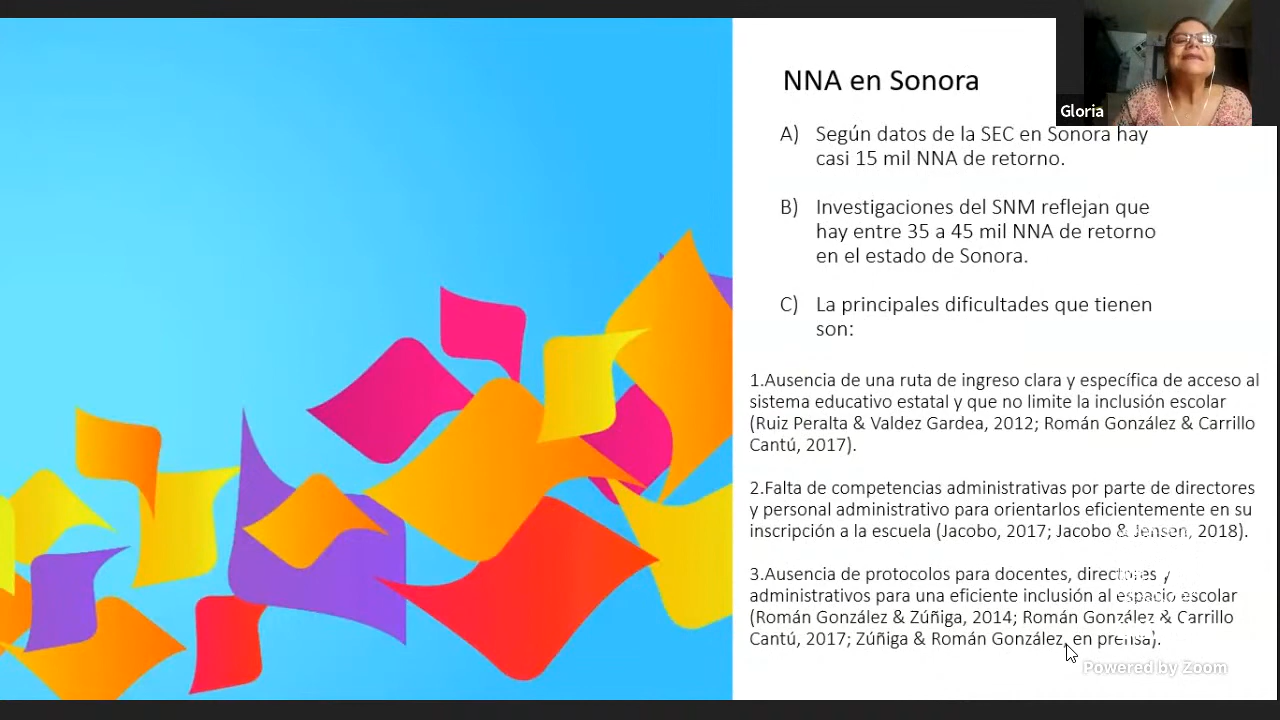 NNA en Sonora
Gloria
A) Según datos de la SEC en Sonora hay
casi 15 mil NNA de retorno.
B) Investigaciones del SNM reflejan que
hay entre 35 a 45 mil NNA de retorno
en el estado de Sonora.
C) La principales dificultades que tienen
son:
1.Ausencia de una ruta de ingreso clara y específica de acceso al
sistema educativo estatal y que no limite la inclusión escolar
(Ruiz Peralta & Valdez Gardea, 2012; Román González & Carrillo
Cantú, 2017).
2.Falta de competencias administrativas por parte de directores
y personal administrativo para orientarlos eficientemente en su
inscripción a la escuela (Jacobo, 2017; Jacobo & Jensen, 2018).
3.Ausencia de protocolos para docentes, directores y
administrativos para una eficiente inclusión al espacio escolar
(Román González & Zúñiga, 2014; Román González & Carrillo
Cantú, 2017; Zúñiga & Román González, en prensa).
Powered by Zoom